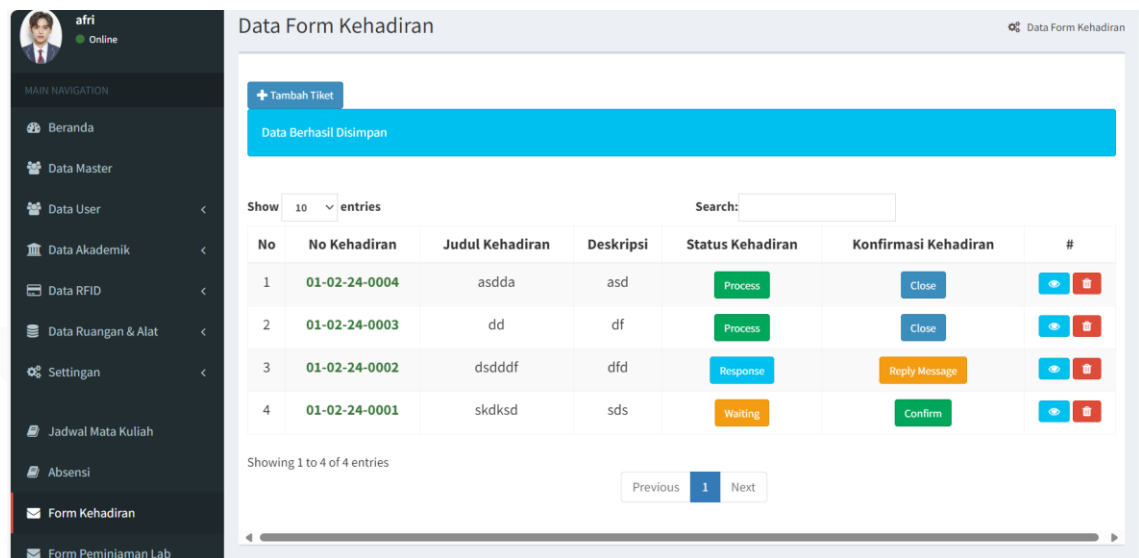 afri
Online
MAIN NAVIGATION
Beranda
Data Master
Data User
Data Akademik
Data RFID
Data Ruangan & Alat
Settingan
Jadwal Mata Kuliah
Absensi
Form Kehadiran
Form Peminjaman Lab
Data Form Kehadiran
Data Form Kehadiran
Tambah Tiket
Data Berhasil Disimpan
Show 10 entries Search:
No No Kehadiran Judul Kehadiran Deskripsi Status Kehadiran Konfirmasi Kehadiran #
1 01-02-24-0004 asdda asd Process Close
2 01-02-24-0003 dd df Process Close
3 01-02-24-0002 dsdddf dfd Response Reply Message
4 01-02-24-0001 skdksd sds Waiting Confirm
Showing 1 to 4 of 4 entries
Previous 1 Next